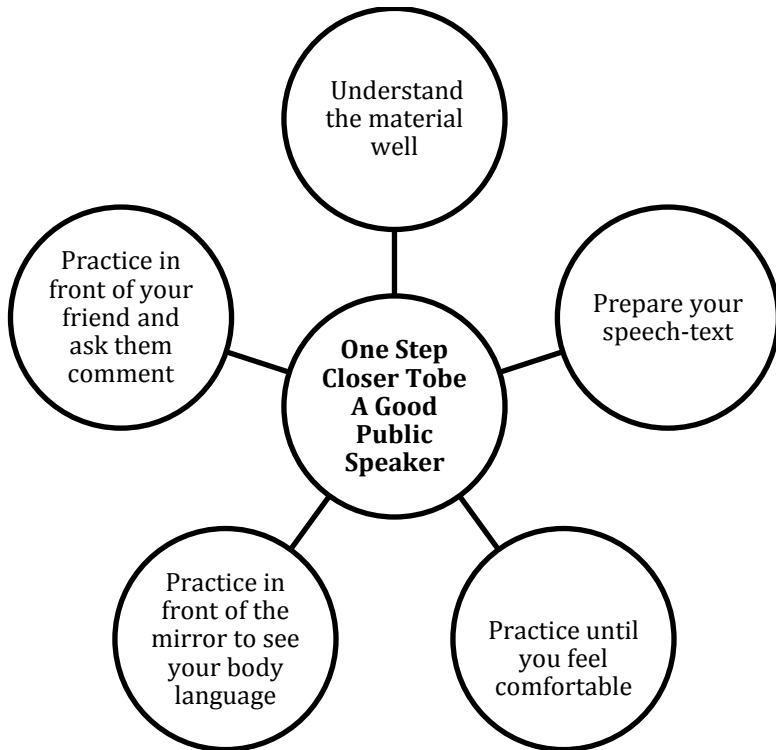 Understand
the material
well
Prepare your
speech-text
Practice until
you feel
comfortable
Practice in
front of the
mirror to see
your body
language
Practice in
front of your
friend and
ask them
comment
One Step
Closer Tobe
A Good
Public
Speaker